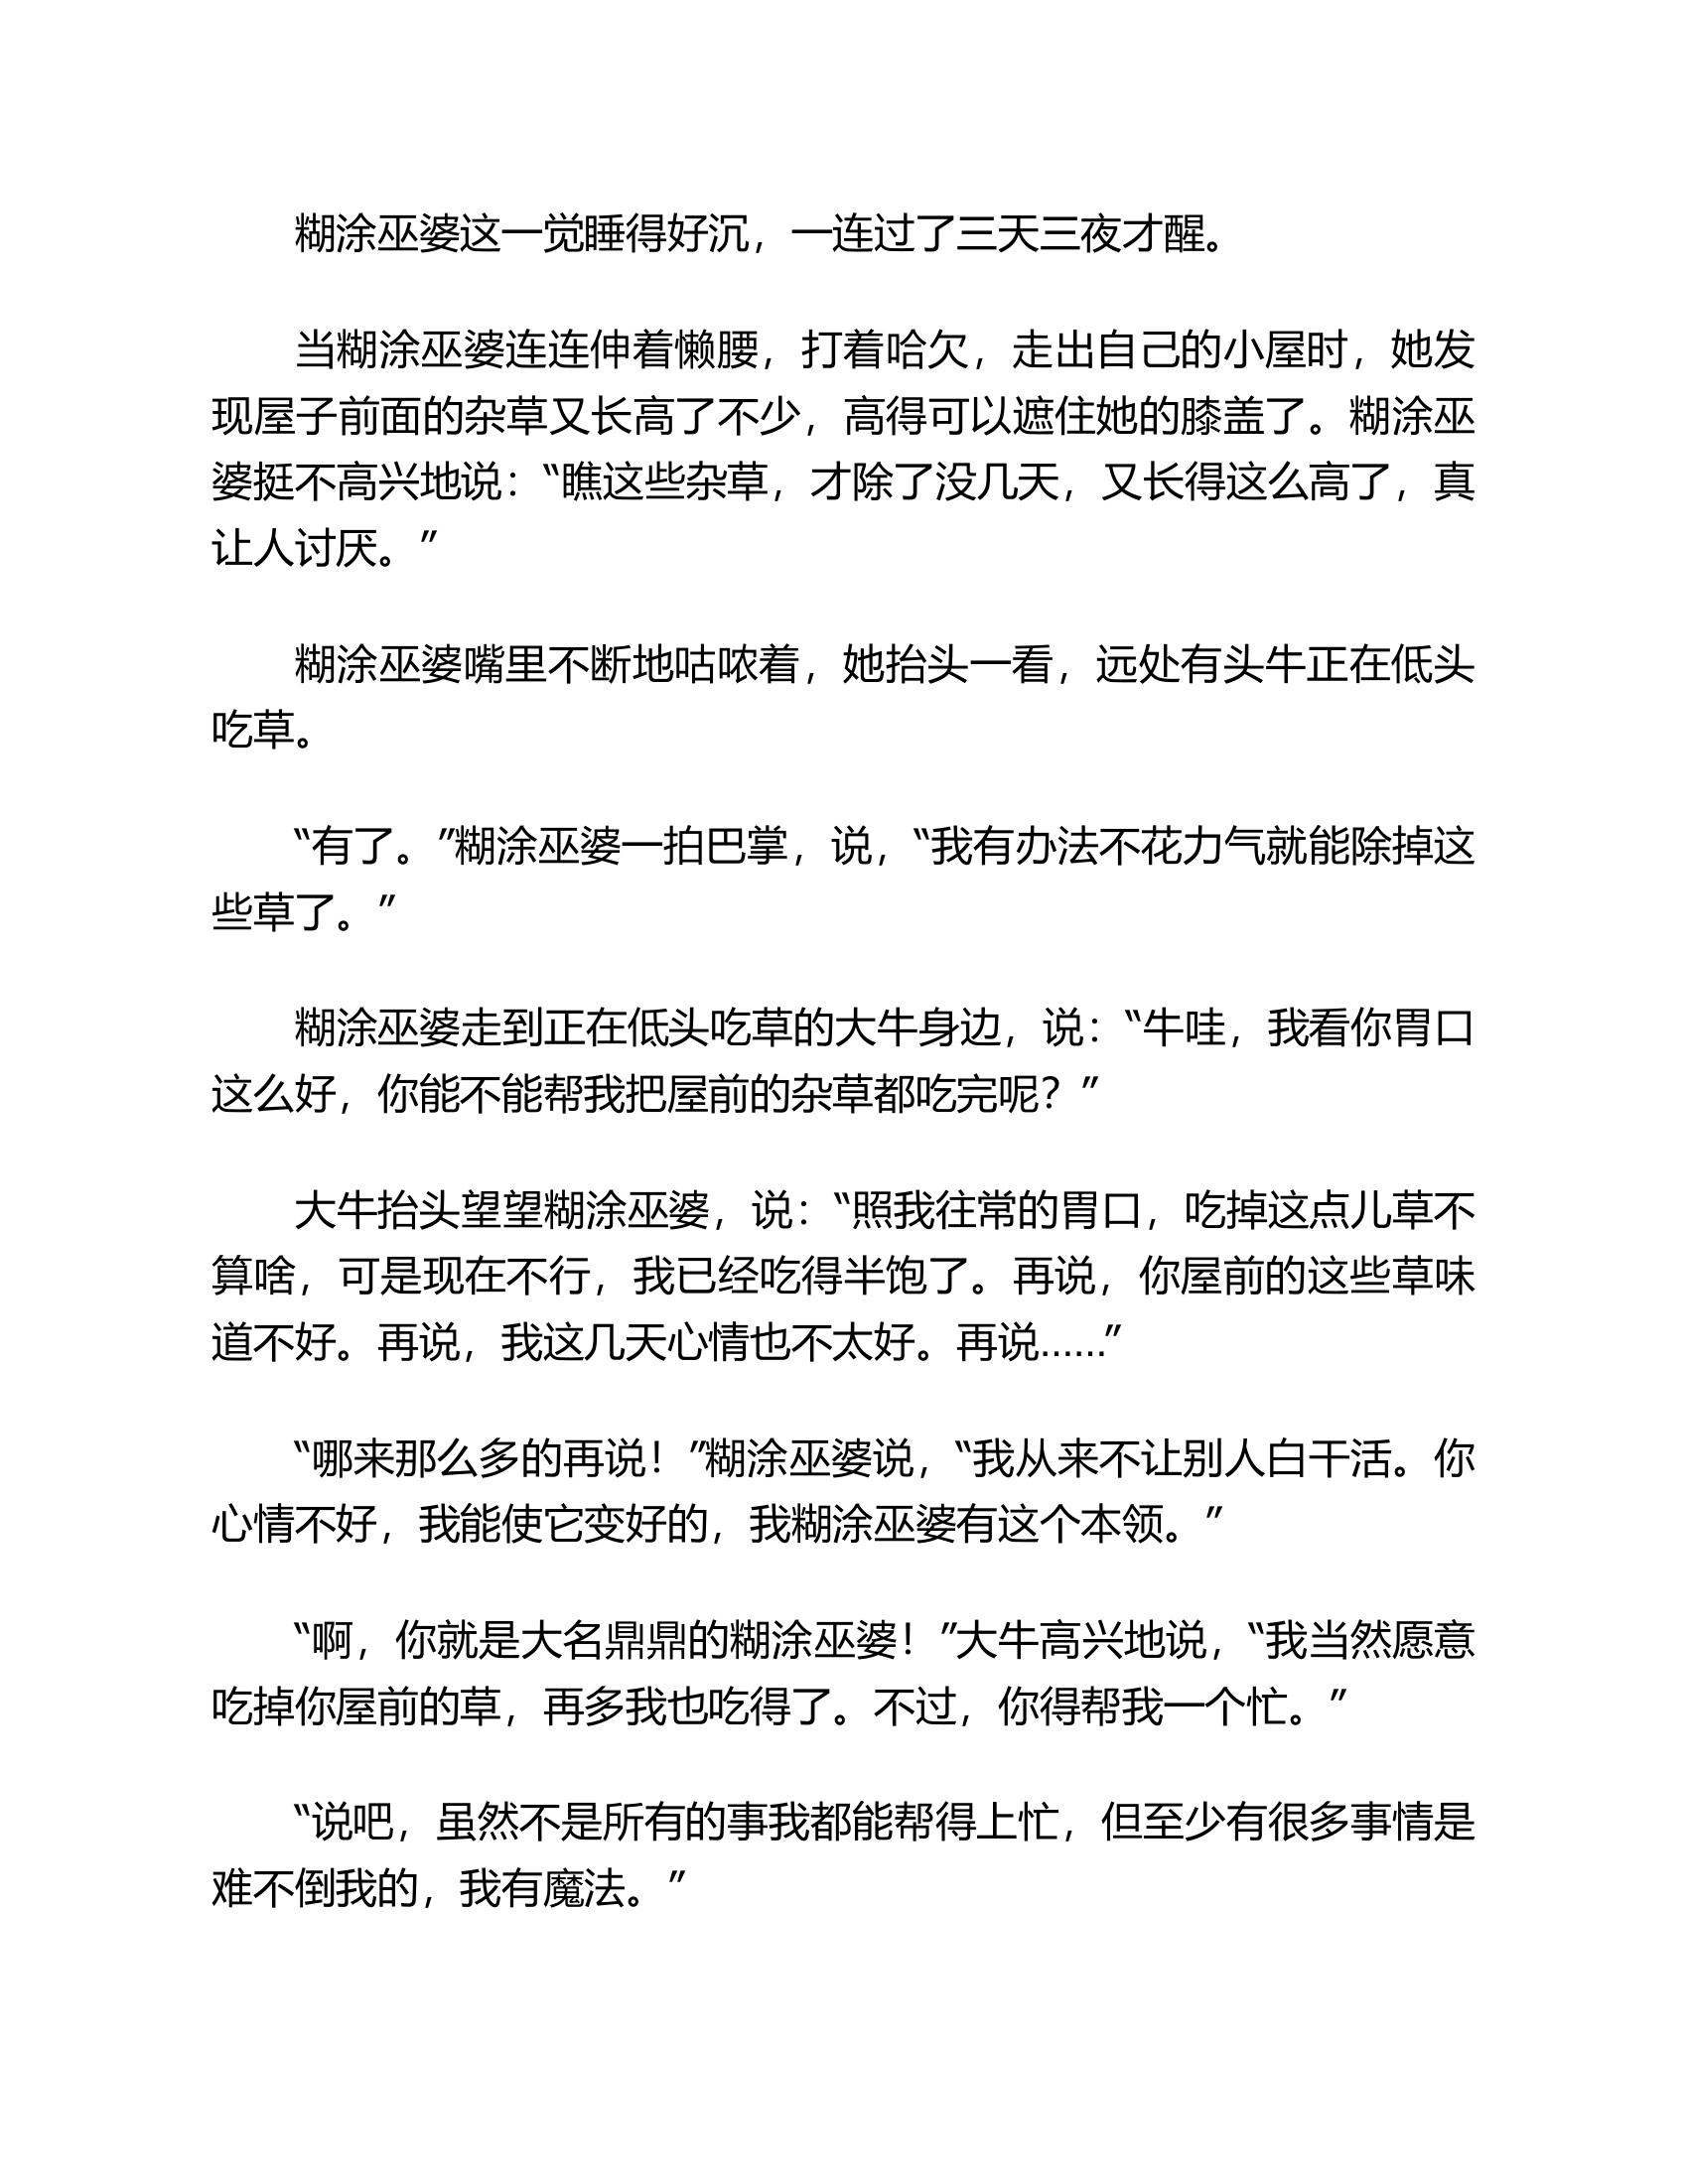 糊涂巫婆这一觉睡得好沉，一连过了三天三夜才醒。
当糊涂巫婆连连伸着懒腰，打着哈欠，走出自己的小屋时，她发
现屋子前面的杂草又长高了不少，高得可以遮住她的膝盖了。糊涂巫
婆挺不高兴地说：“瞧这些杂草，才除了没几天，又长得这么高了，真
让人讨厌。”
糊涂巫婆嘴里不断地咕哝着，她抬头一看，远处有头牛正在低头
吃草。
“有了。”糊涂巫婆一拍巴掌，说，“我有办法不花力气就能除掉这
些草了。”
糊涂巫婆走到正在低头吃草的大牛身边，说：“牛哇，我看你胃口
这么好，你能不能帮我把屋前的杂草都吃完呢？”
大牛抬头望望糊涂巫婆，说：“照我往常的胃口，吃掉这点儿草不
算啥，可是现在不行，我已经吃得半饱了。再说，你屋前的这些草味
道不好。再说，我这几天心情也不太好。再说……”
“哪来那么多的再说！”糊涂巫婆说，“我从来不让别人白干活。你
心情不好，我能使它变好的，我糊涂巫婆有这个本领。”
“啊，你就是大名鼎鼎的糊涂巫婆！”大牛高兴地说，“我当然愿意
吃掉你屋前的草，再多我也吃得了。不过，你得帮我一个忙。”
“说吧，虽然不是所有的事我都能帮得上忙，但至少有很多事情是
难不倒我的，我有魔法。”